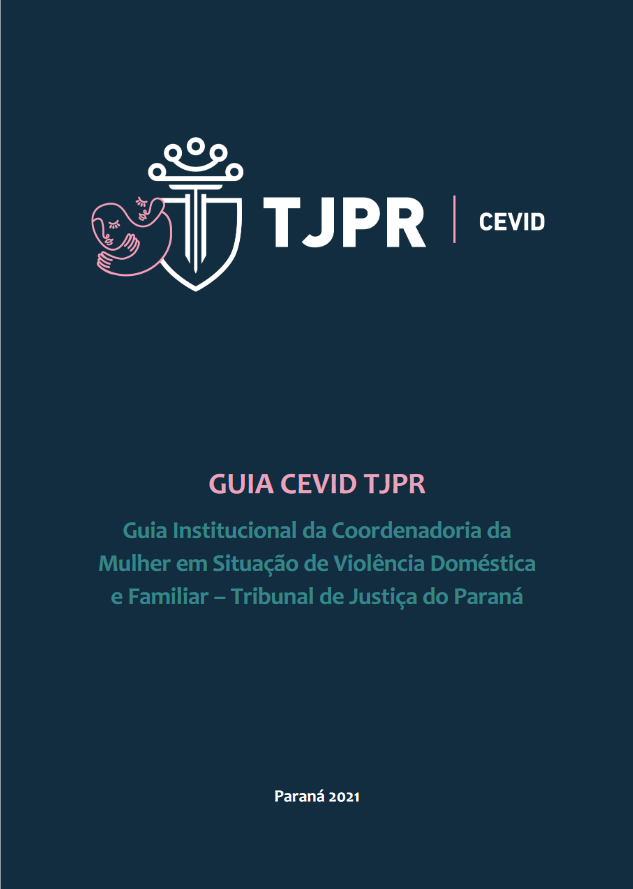 TJPR | CEVID
GUIA CEVID TJPR
Guia Institucional da Coordenadoria da
Mulher em Situação de Violência Doméstica
e Familiar – Tribunal de Justiça do Paraná
Paraná 2021